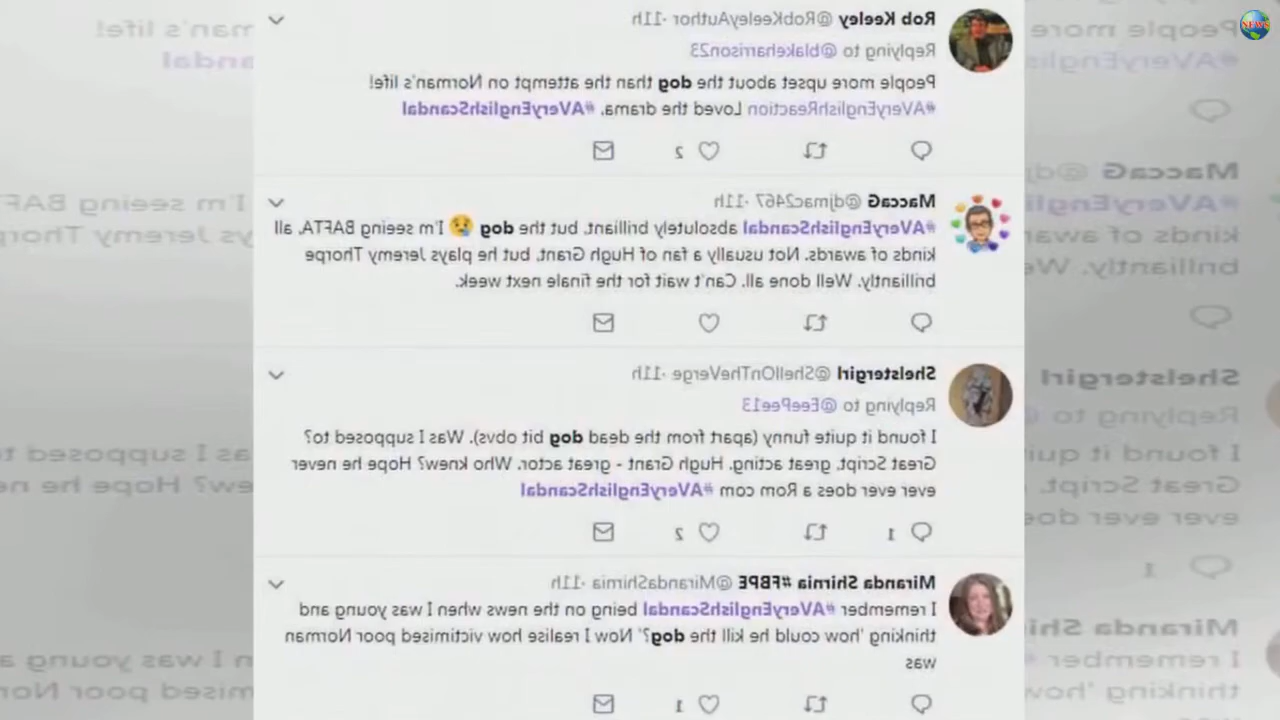 Rob Keeley @RobKeeleyAuthor · 11h
Replying to @blakeharrison23
People more upset about the dog than the attempt on Norman's life!
#AVeryEnglishReaction Loved the drama. #AVeryEnglishScandal
2
MaccaG @djmac2467 · 11h
#AVeryEnglishScandal absolutely brilliant, but the dog 😢 I'm seeing BAFTA, all
kinds of awards. Not usually a fan of Hugh Grant, but he plays Jeremy Thorpe
brilliantly. Well done all. Can't wait for the finale next week.
Shelstergirl @ShellOnTheVerge · 11h
Replying to @EeePee13
I found it quite funny (apart from the dead dog bit obvs). Was I supposed to?
Great Script, great acting. Hugh Grant - great actor. Who knew? Hope he never
ever ever does a Rom com #AVeryEnglishScandal
1 2
Miranda Shirnia #FBPE @MirandaShirnia · 11h
I remember #AVeryEnglishScandal being on the news when I was young and
thinking 'how could he kill the dog?' Now I realise how victimised poor Norman
was
1
NEWS